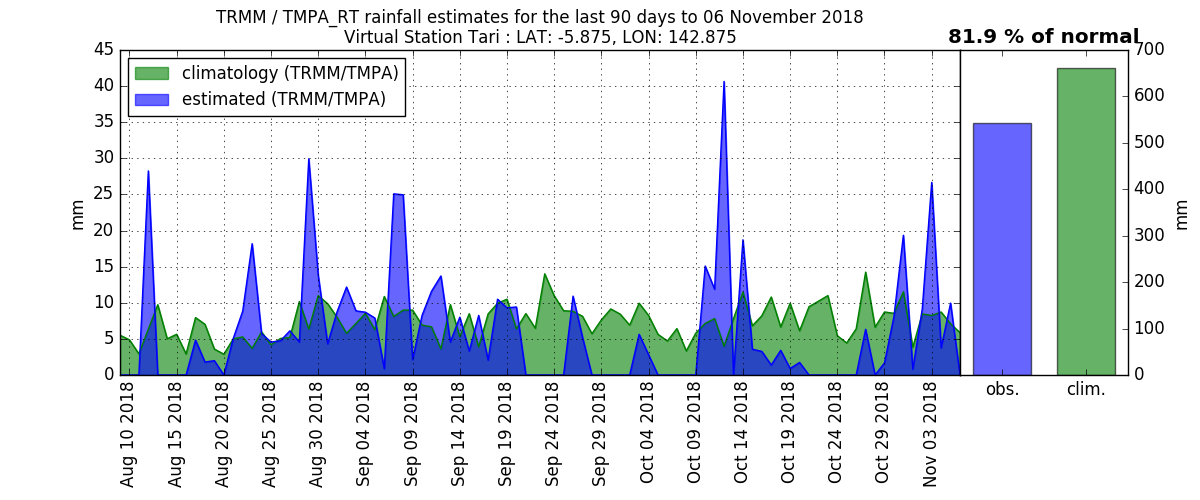 TRMM / TMPA_RT rainfall estimates for the last 90 days to 06 November 2018
Virtual Station Tari : LAT: -5.875, LON: 142.875
81.9 % of normal
climatology (TRMM/TMPA)
estimated (TRMM/TMPA)
45
40
35
30
25
20
15
10
5
0
mm
Aug 10 2018
Aug 15 2018
Aug 20 2018
Aug 25 2018
Aug 30 2018
Sep 04 2018
Sep 09 2018
Sep 14 2018
Sep 19 2018
Sep 24 2018
Sep 29 2018
Oct 04 2018
Oct 09 2018
Oct 14 2018
Oct 19 2018
Oct 24 2018
Oct 29 2018
Nov 03 2018
obs.
clim.
700
600
500
400
300
200
100
0
mm